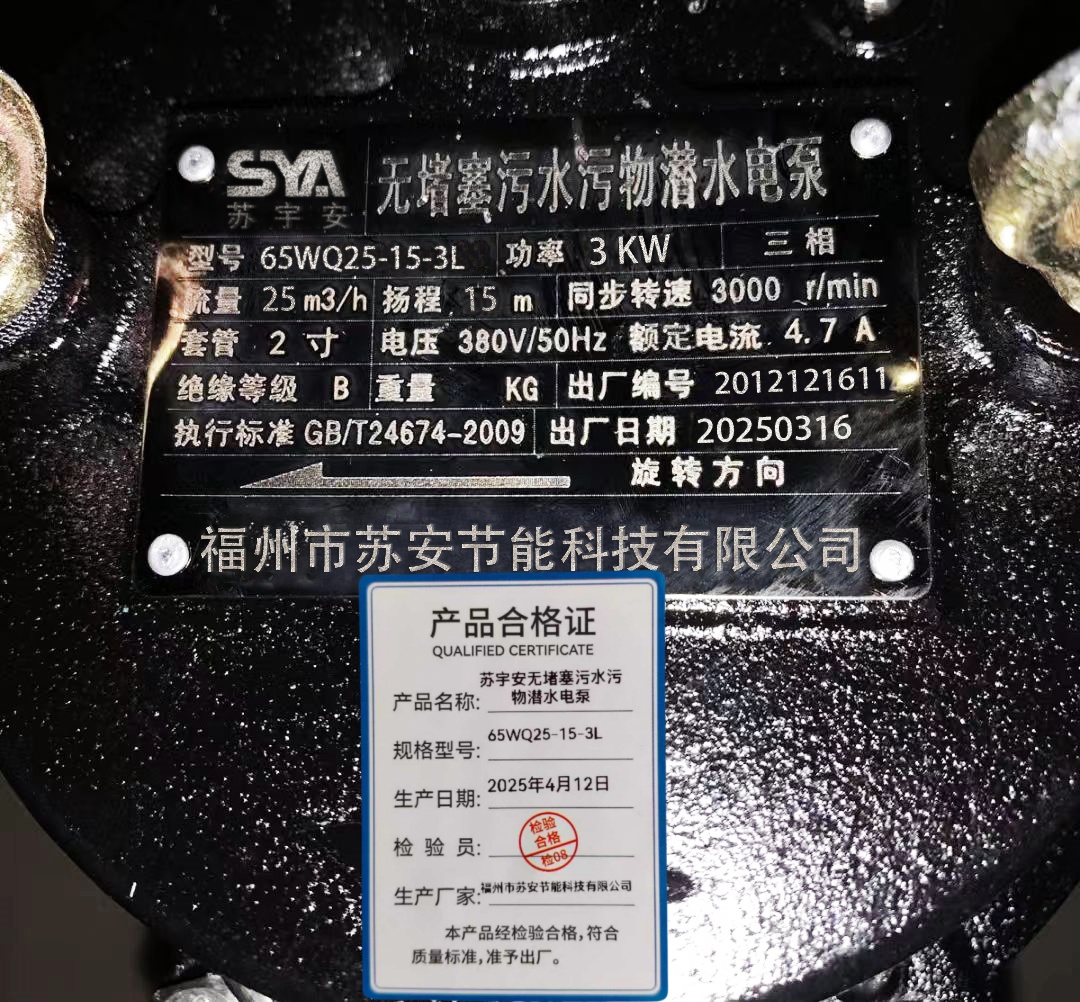 SYA 无堵塞污水污物潜水电泵
苏宇安
型号 65WQ25-15-3L 功率 3 KW 三相
流量 25 m3/h 扬程 15 m 同步转速 3000 r/min
套管 2 寸 电压 380V/50Hz 额定电流 4.7 A
绝缘等级 B 重量 KG 出厂编号 2012121611
执行标准 GB/T24674-2009 出厂日期 20250316
旋转方向
福州市苏安节能科技有限公司
产品合格证
QUALIFIED CERTIFICATE
产品名称: 苏宇安无堵塞污水污
物潜水电泵
规格型号: 65WQ25-15-3L
生产日期: 2025年4月12日
检验员:
检验
合格
检08
生产厂家: 福州市苏安节能科技有限公司
本产品经检验合格,符合
质量标准,准予出厂。